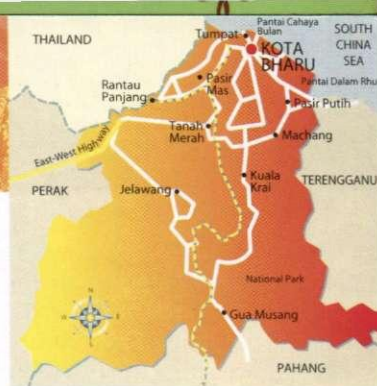 THAILAND
Tumpat
Pantai Cahaya
Bulan
SOUTH
CHINA
SEA
KOTA
BHARU
Pantai Dalam Rhu
Rantau
Panjang
Pasir
Mas
Pasir Putih
Tanah
Merah
Machang
East-West Highway
PERAK
Jelawang
Kuala
Krai
TERENGGANU
N
National Park
Gua Musang
PAHANG